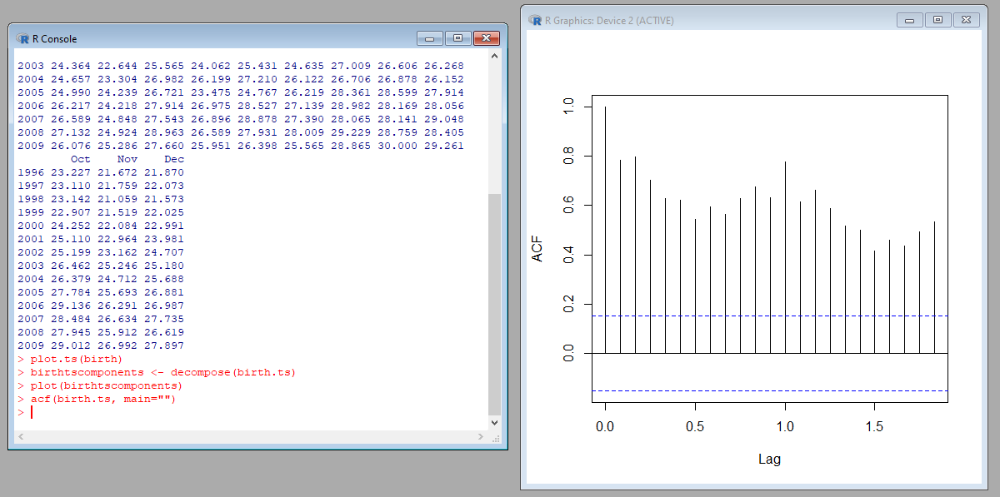 R Console
2003 24.364 22.644 25.565 24.062 25.431 24.635 27.009 26.606 26.268
2004 24.657 23.304 26.982 26.199 27.210 26.122 26.706 26.878 26.152
2005 24.990 24.239 26.721 23.475 24.767 26.219 28.361 28.599 27.914
2006 26.217 24.218 27.914 26.975 28.527 27.139 28.982 28.169 28.056
2007 26.589 24.848 27.543 26.896 28.878 27.390 28.065 28.141 29.048
2008 27.132 24.924 28.963 26.589 27.931 28.009 29.229 28.759 28.405
2009 26.076 25.286 27.660 25.951 26.398 25.565 28.865 30.000 29.261
Oct Nov Dec
1996 23.227 21.672 21.870
1997 23.110 21.759 22.073
1998 23.142 21.059 21.573
1999 22.907 21.519 22.025
2000 24.252 22.084 22.991
2001 25.110 22.964 23.981
2002 25.199 23.162 24.707
2003 26.462 25.246 25.180
2004 26.379 24.712 25.688
2005 27.784 25.693 26.881
2006 29.136 26.291 26.987
2007 28.484 26.634 27.735
2008 27.945 25.912 26.619
2009 29.012 26.992 27.897
> plot.ts(birth)
> birthtscomponents <- decompose(birth.ts)
> plot(birthtscomponents)
> acf(birth.ts, main="")
>
R Graphics: Device 2 (ACTIVE)
1.0
0.8
0.6
0.4
0.2
0.0
ACF
0.0 0.5 1.0 1.5
Lag